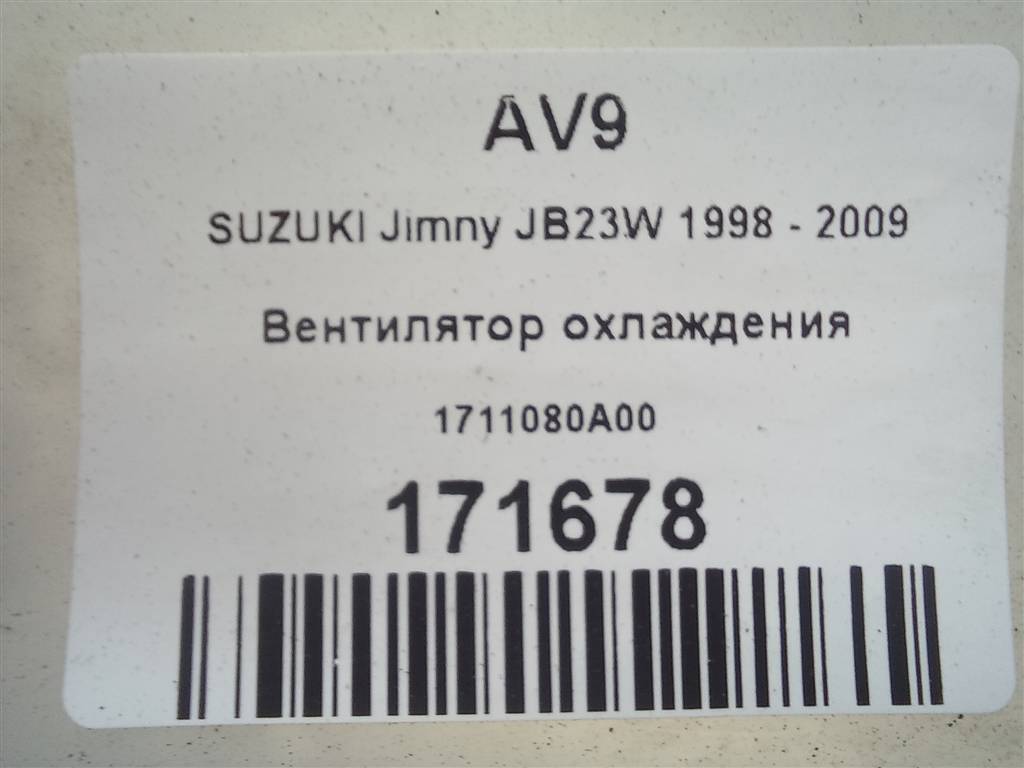 AV9
SUZUKI Jimny JB23W 1998 - 2009
Вентилятор охлаждения
1711080A00
171678